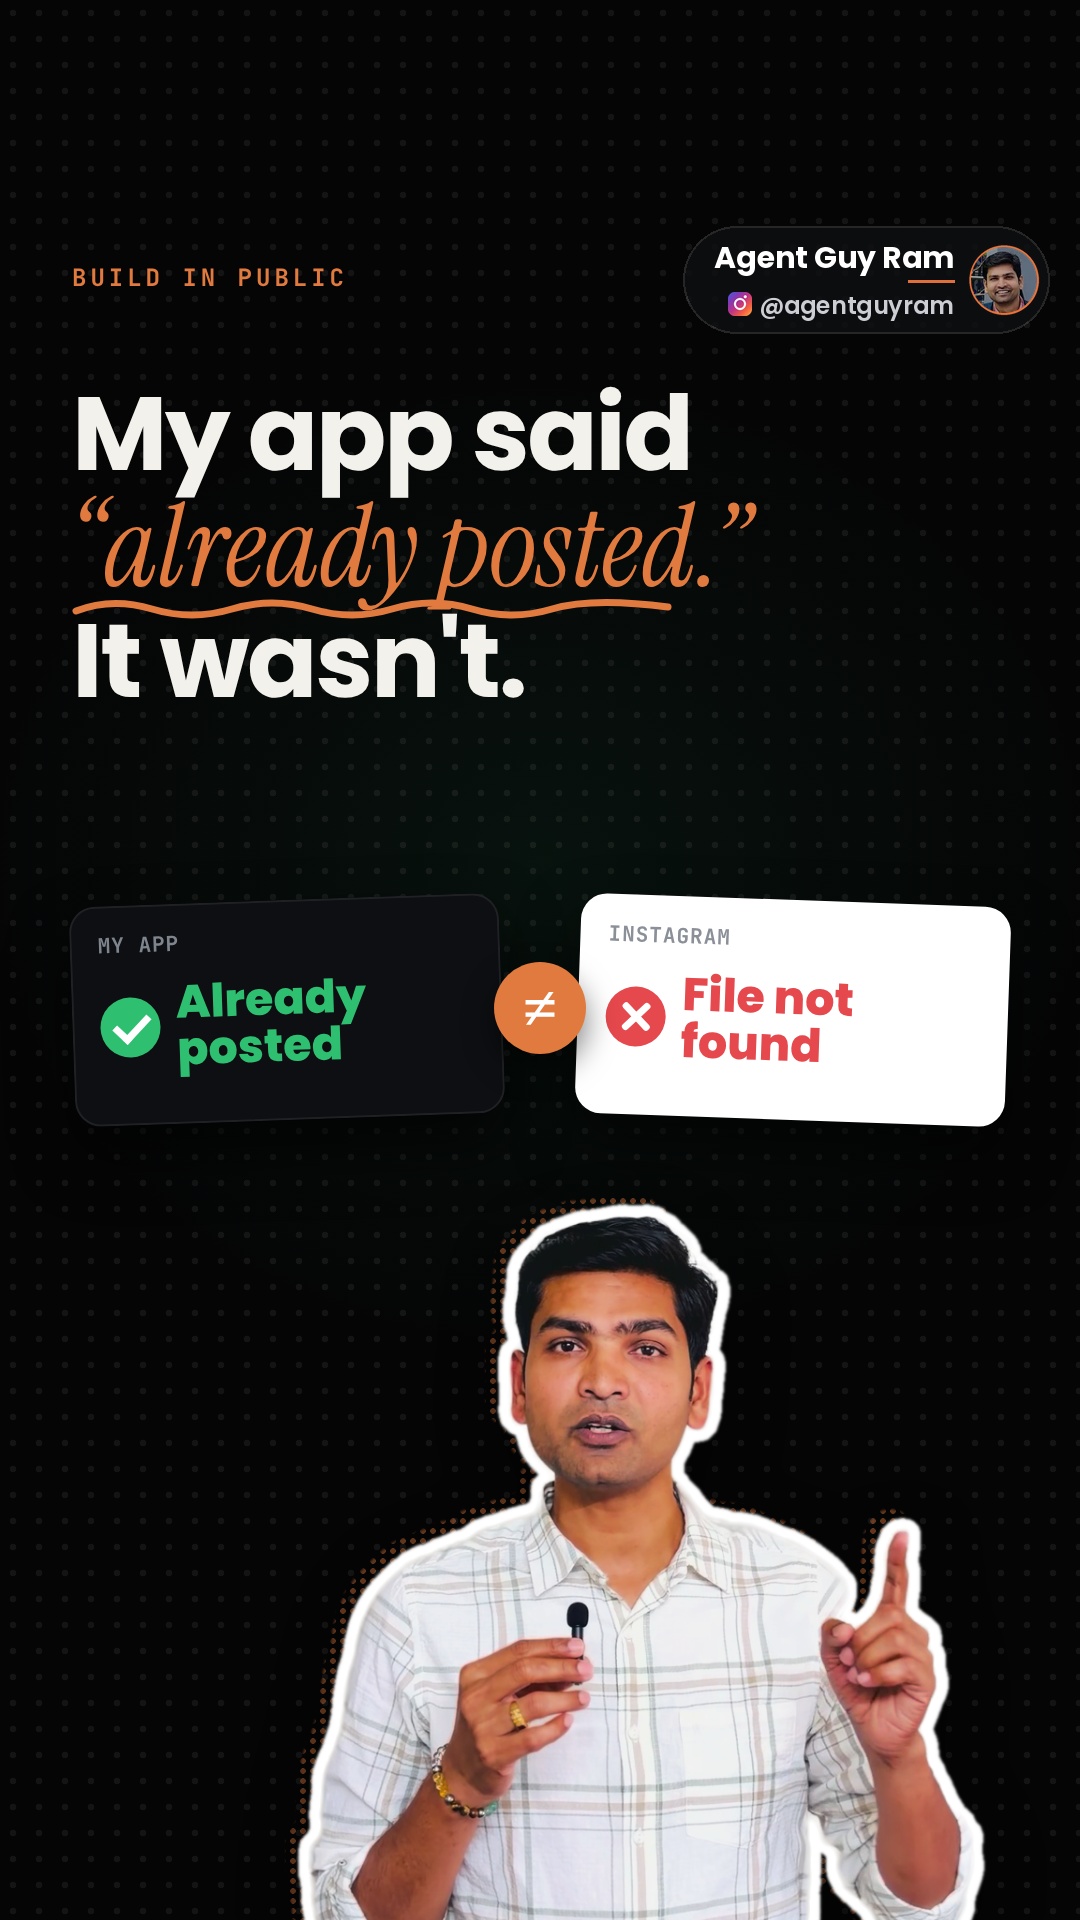 BUILD IN PUBLIC
Agent Guy Ram
@agentguyram
My app said
“already posted.”
It wasn't.
MY APP
Already
posted
≠
INSTAGRAM
File not
found